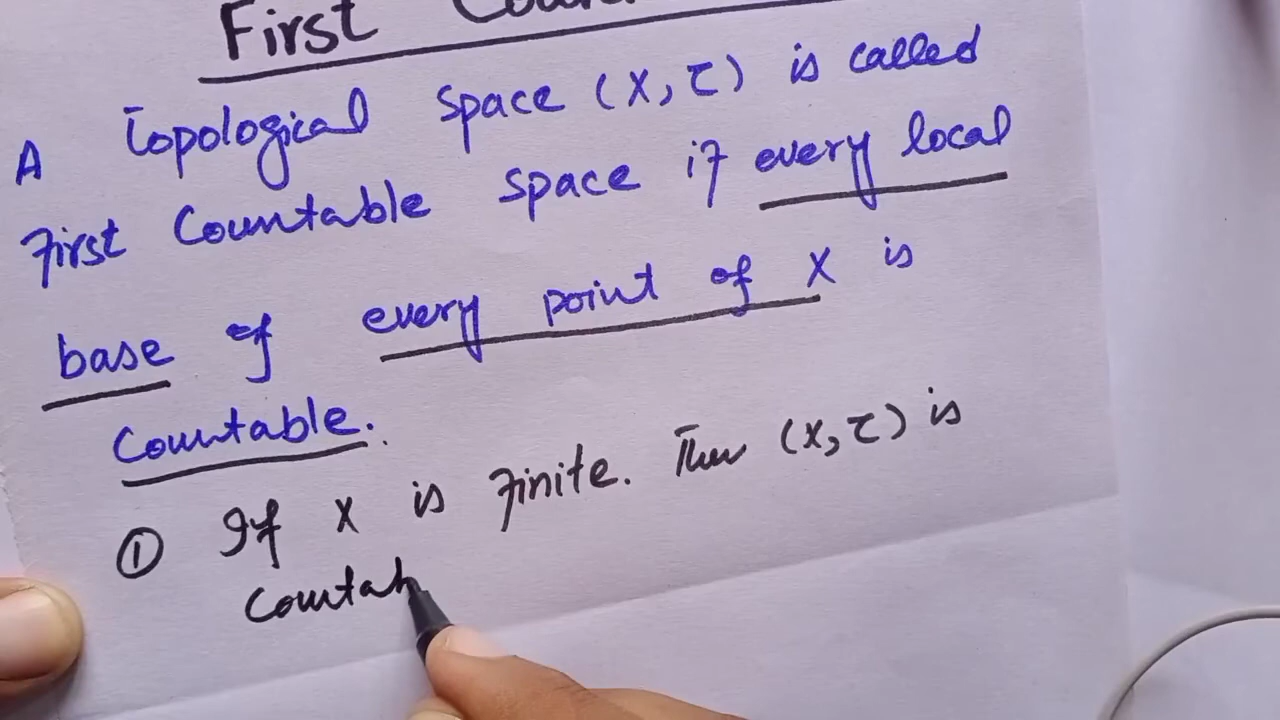 First
A Topological space (X, τ) is called
First Countable space if every local
base of every point of X is
Countable.
① If X is finite. Then (X, τ) is
Countab